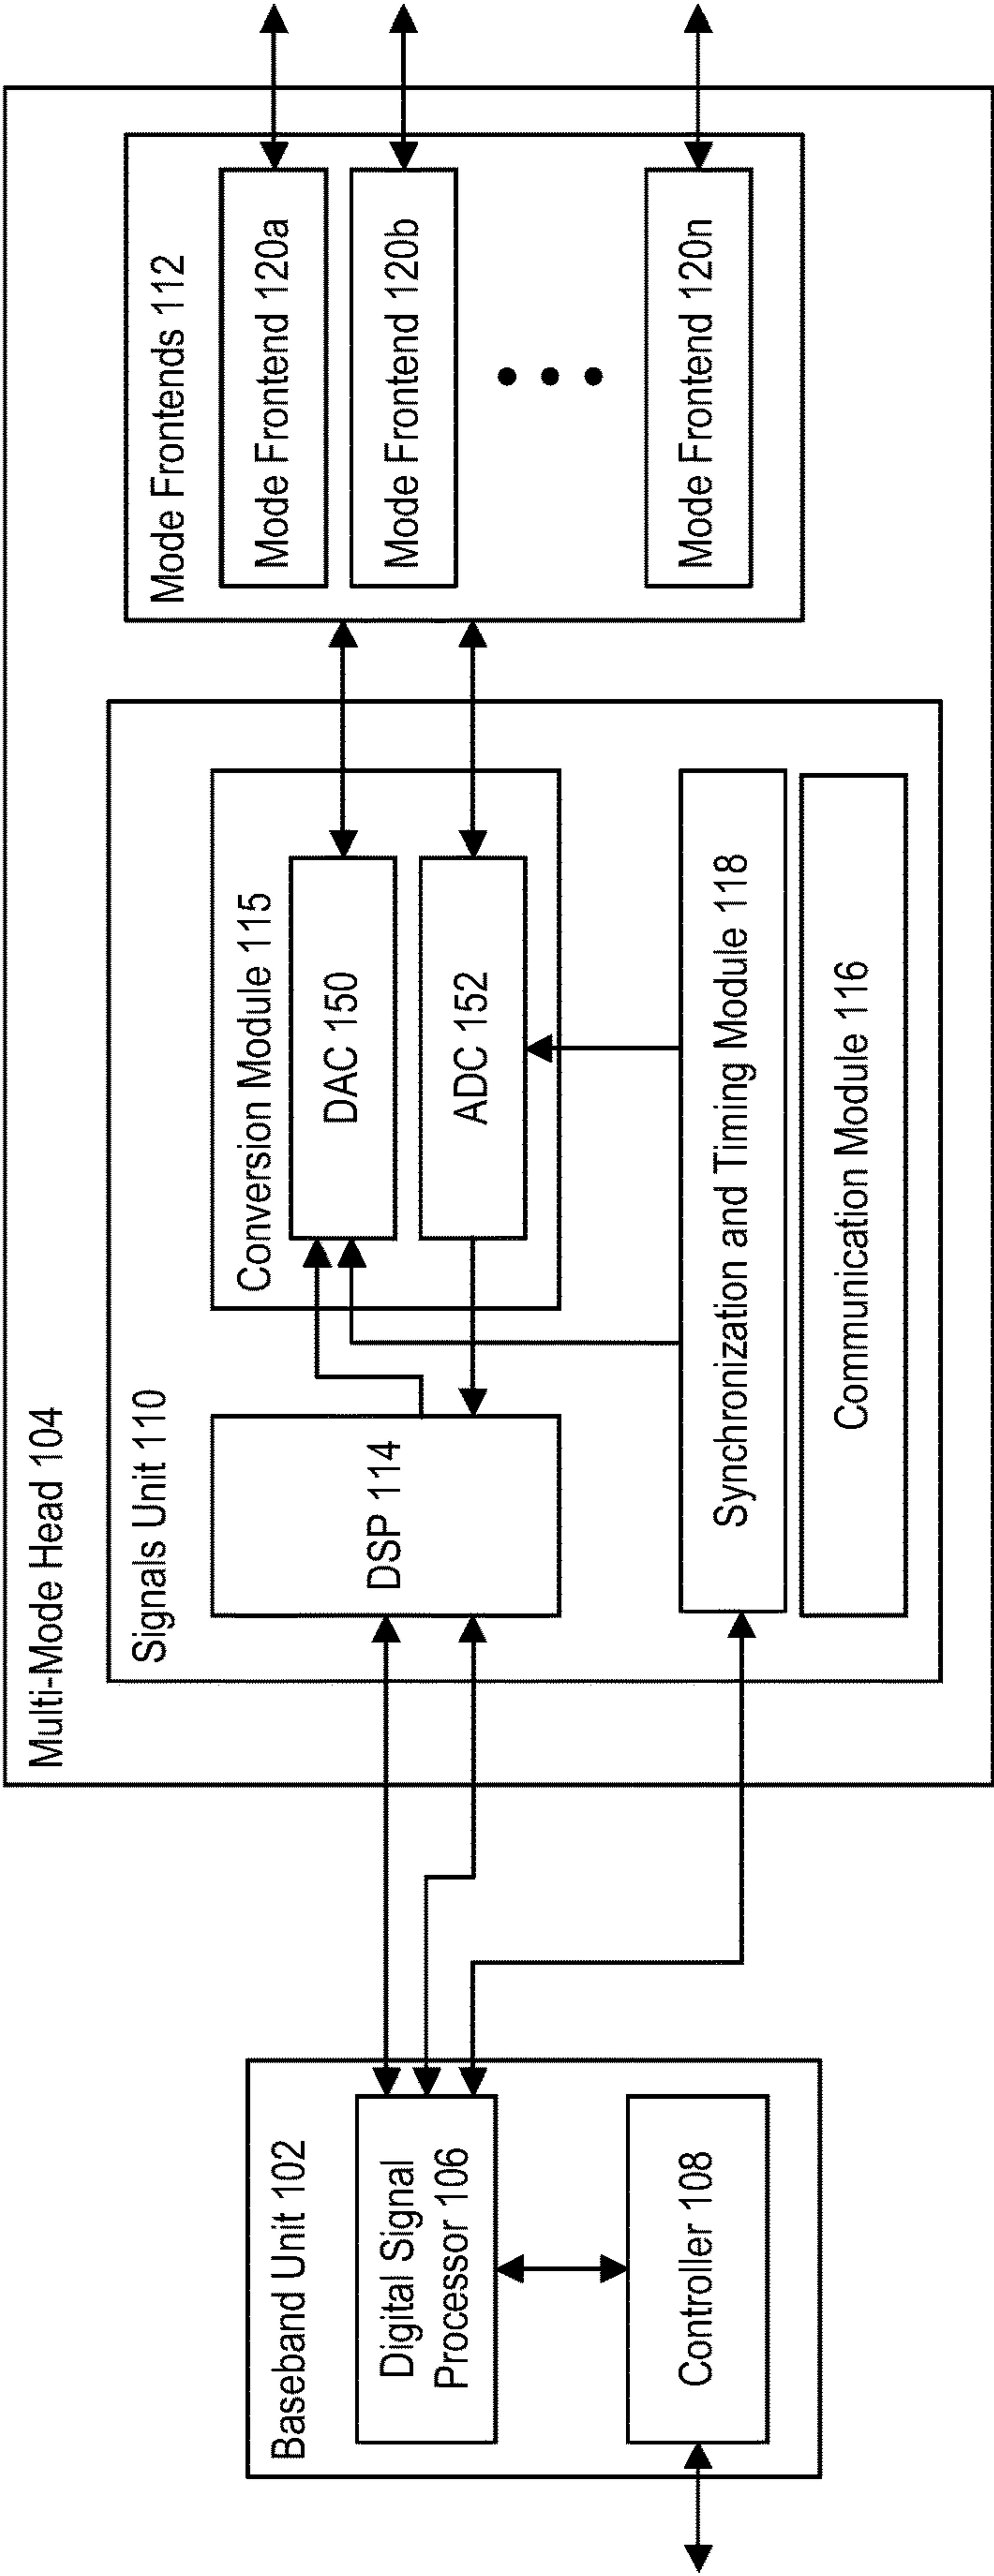 Baseband Unit 102
Digital Signal
Processor 106
Controller 108
Multi-Mode Head 104
Signals Unit 110
DSP 114
Conversion Module 115
DAC 150
ADC 152
Synchronization and Timing Module 118
Communication Module 116
Mode Frontends 112
Mode Frontend 120a
Mode Frontend 120b
Mode Frontend 120n